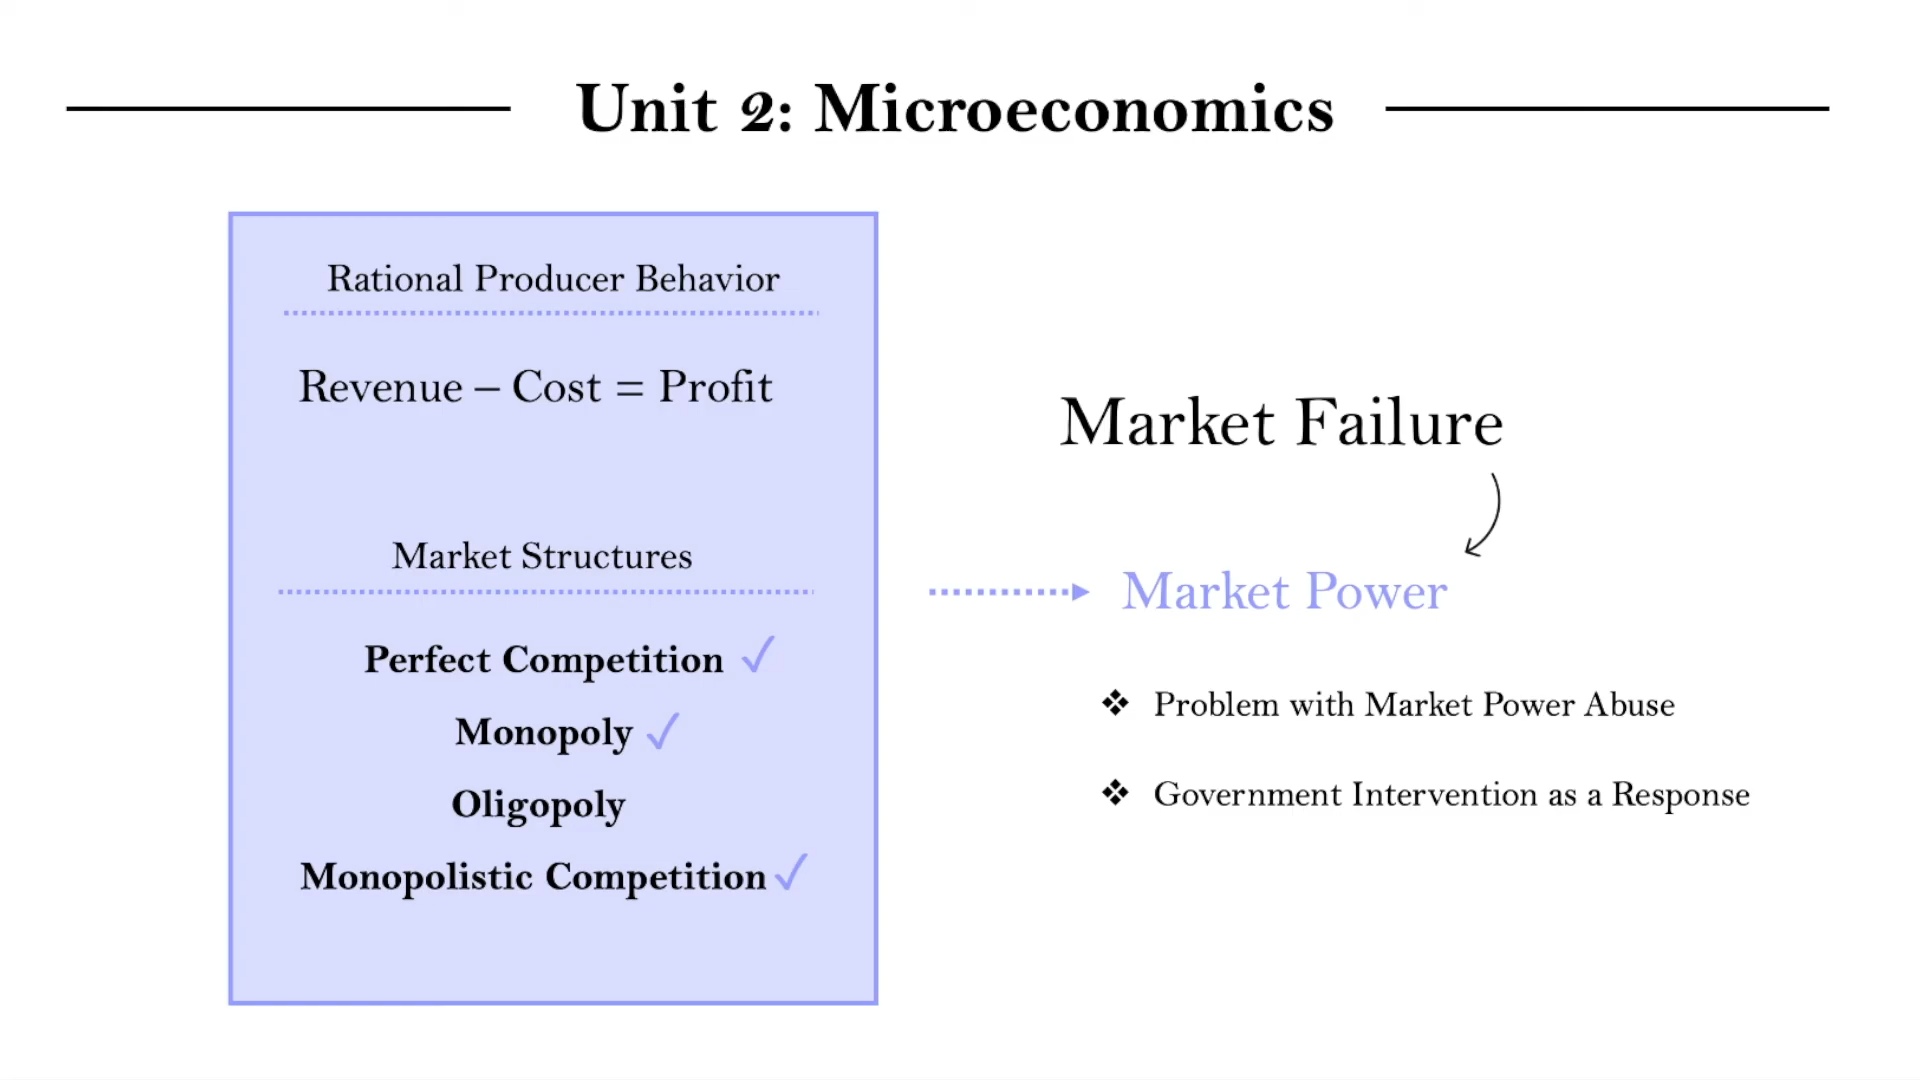 Unit 2: Microeconomics
Rational Producer Behavior
Revenue – Cost = Profit
Market Structures
Perfect Competition ✓
Monopoly ✓
Oligopoly
Monopolistic Competition ✓
Market Failure
Market Power
❖ Problem with Market Power Abuse
❖ Government Intervention as a Response